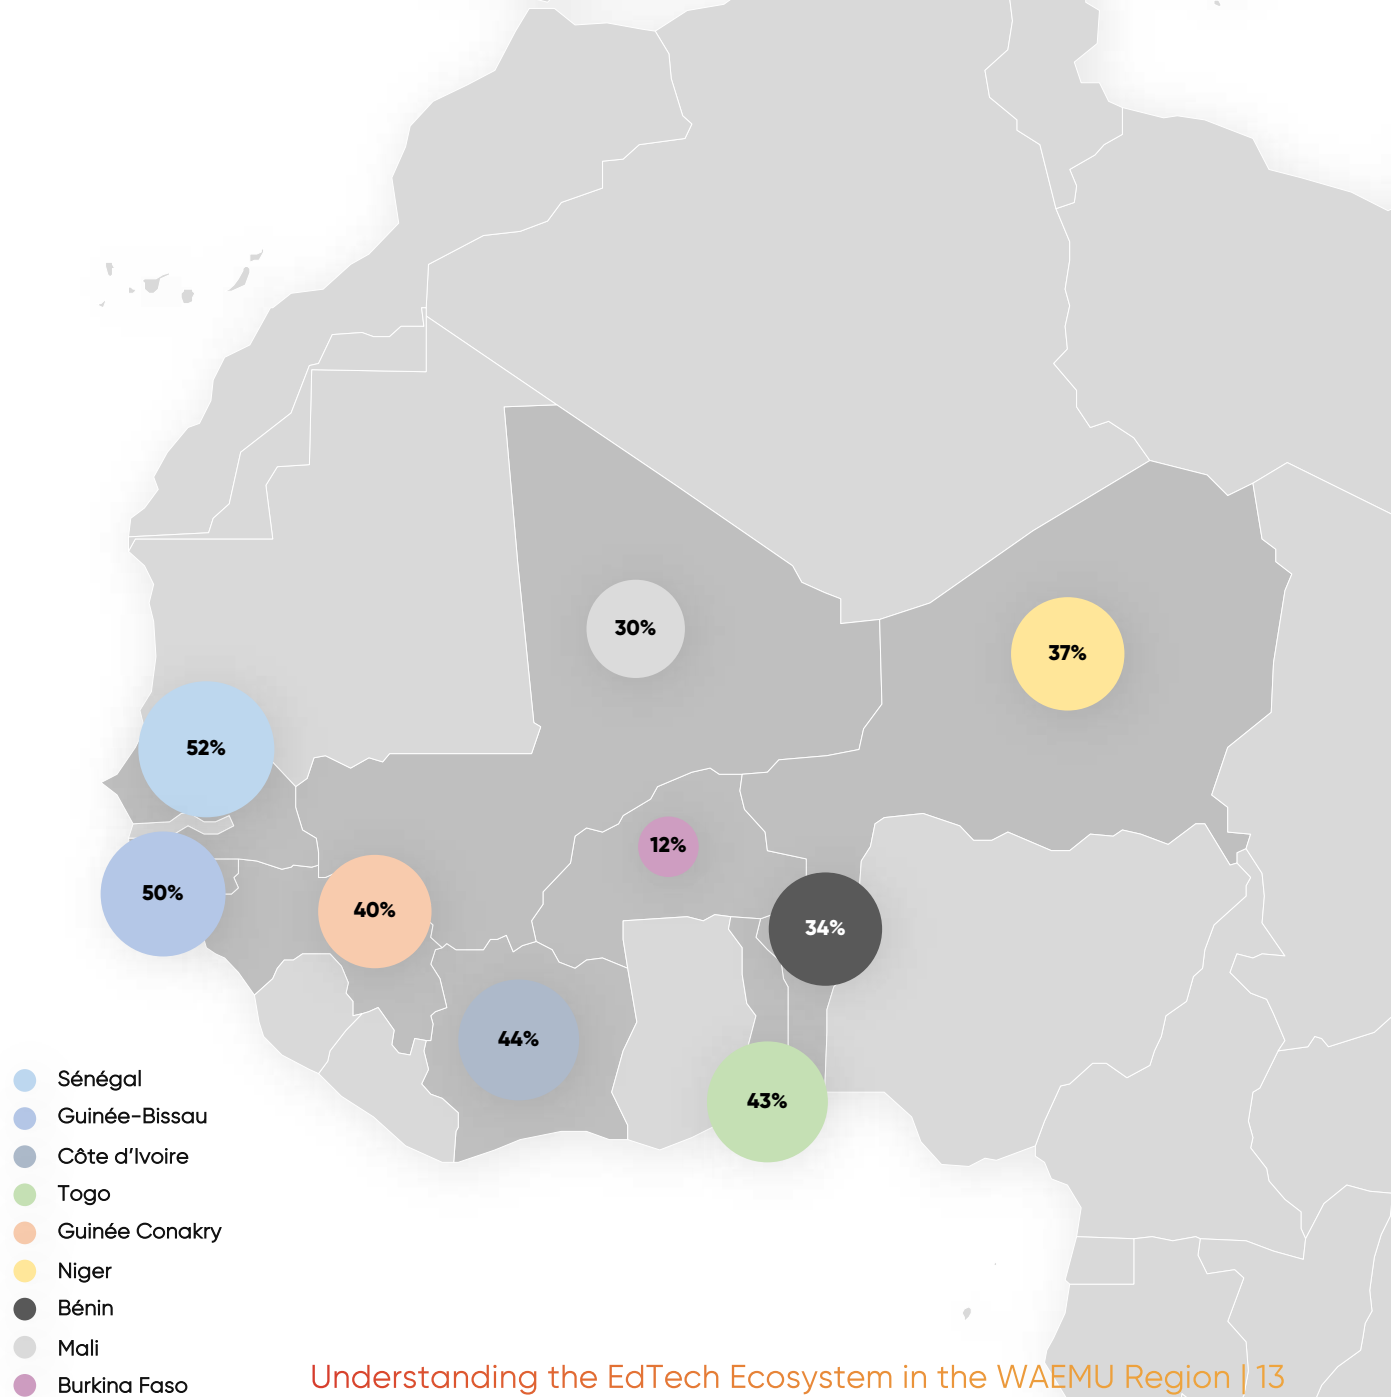 30%
37%
52%
12%
50%
40%
34%
44%
43%
Sénégal
Guinée-Bissau
Côte d'Ivoire
Togo
Guinée Conakry
Niger
Bénin
Mali
Burkina Faso
Understanding the EdTech Ecosystem in the WAEMU Region | 13